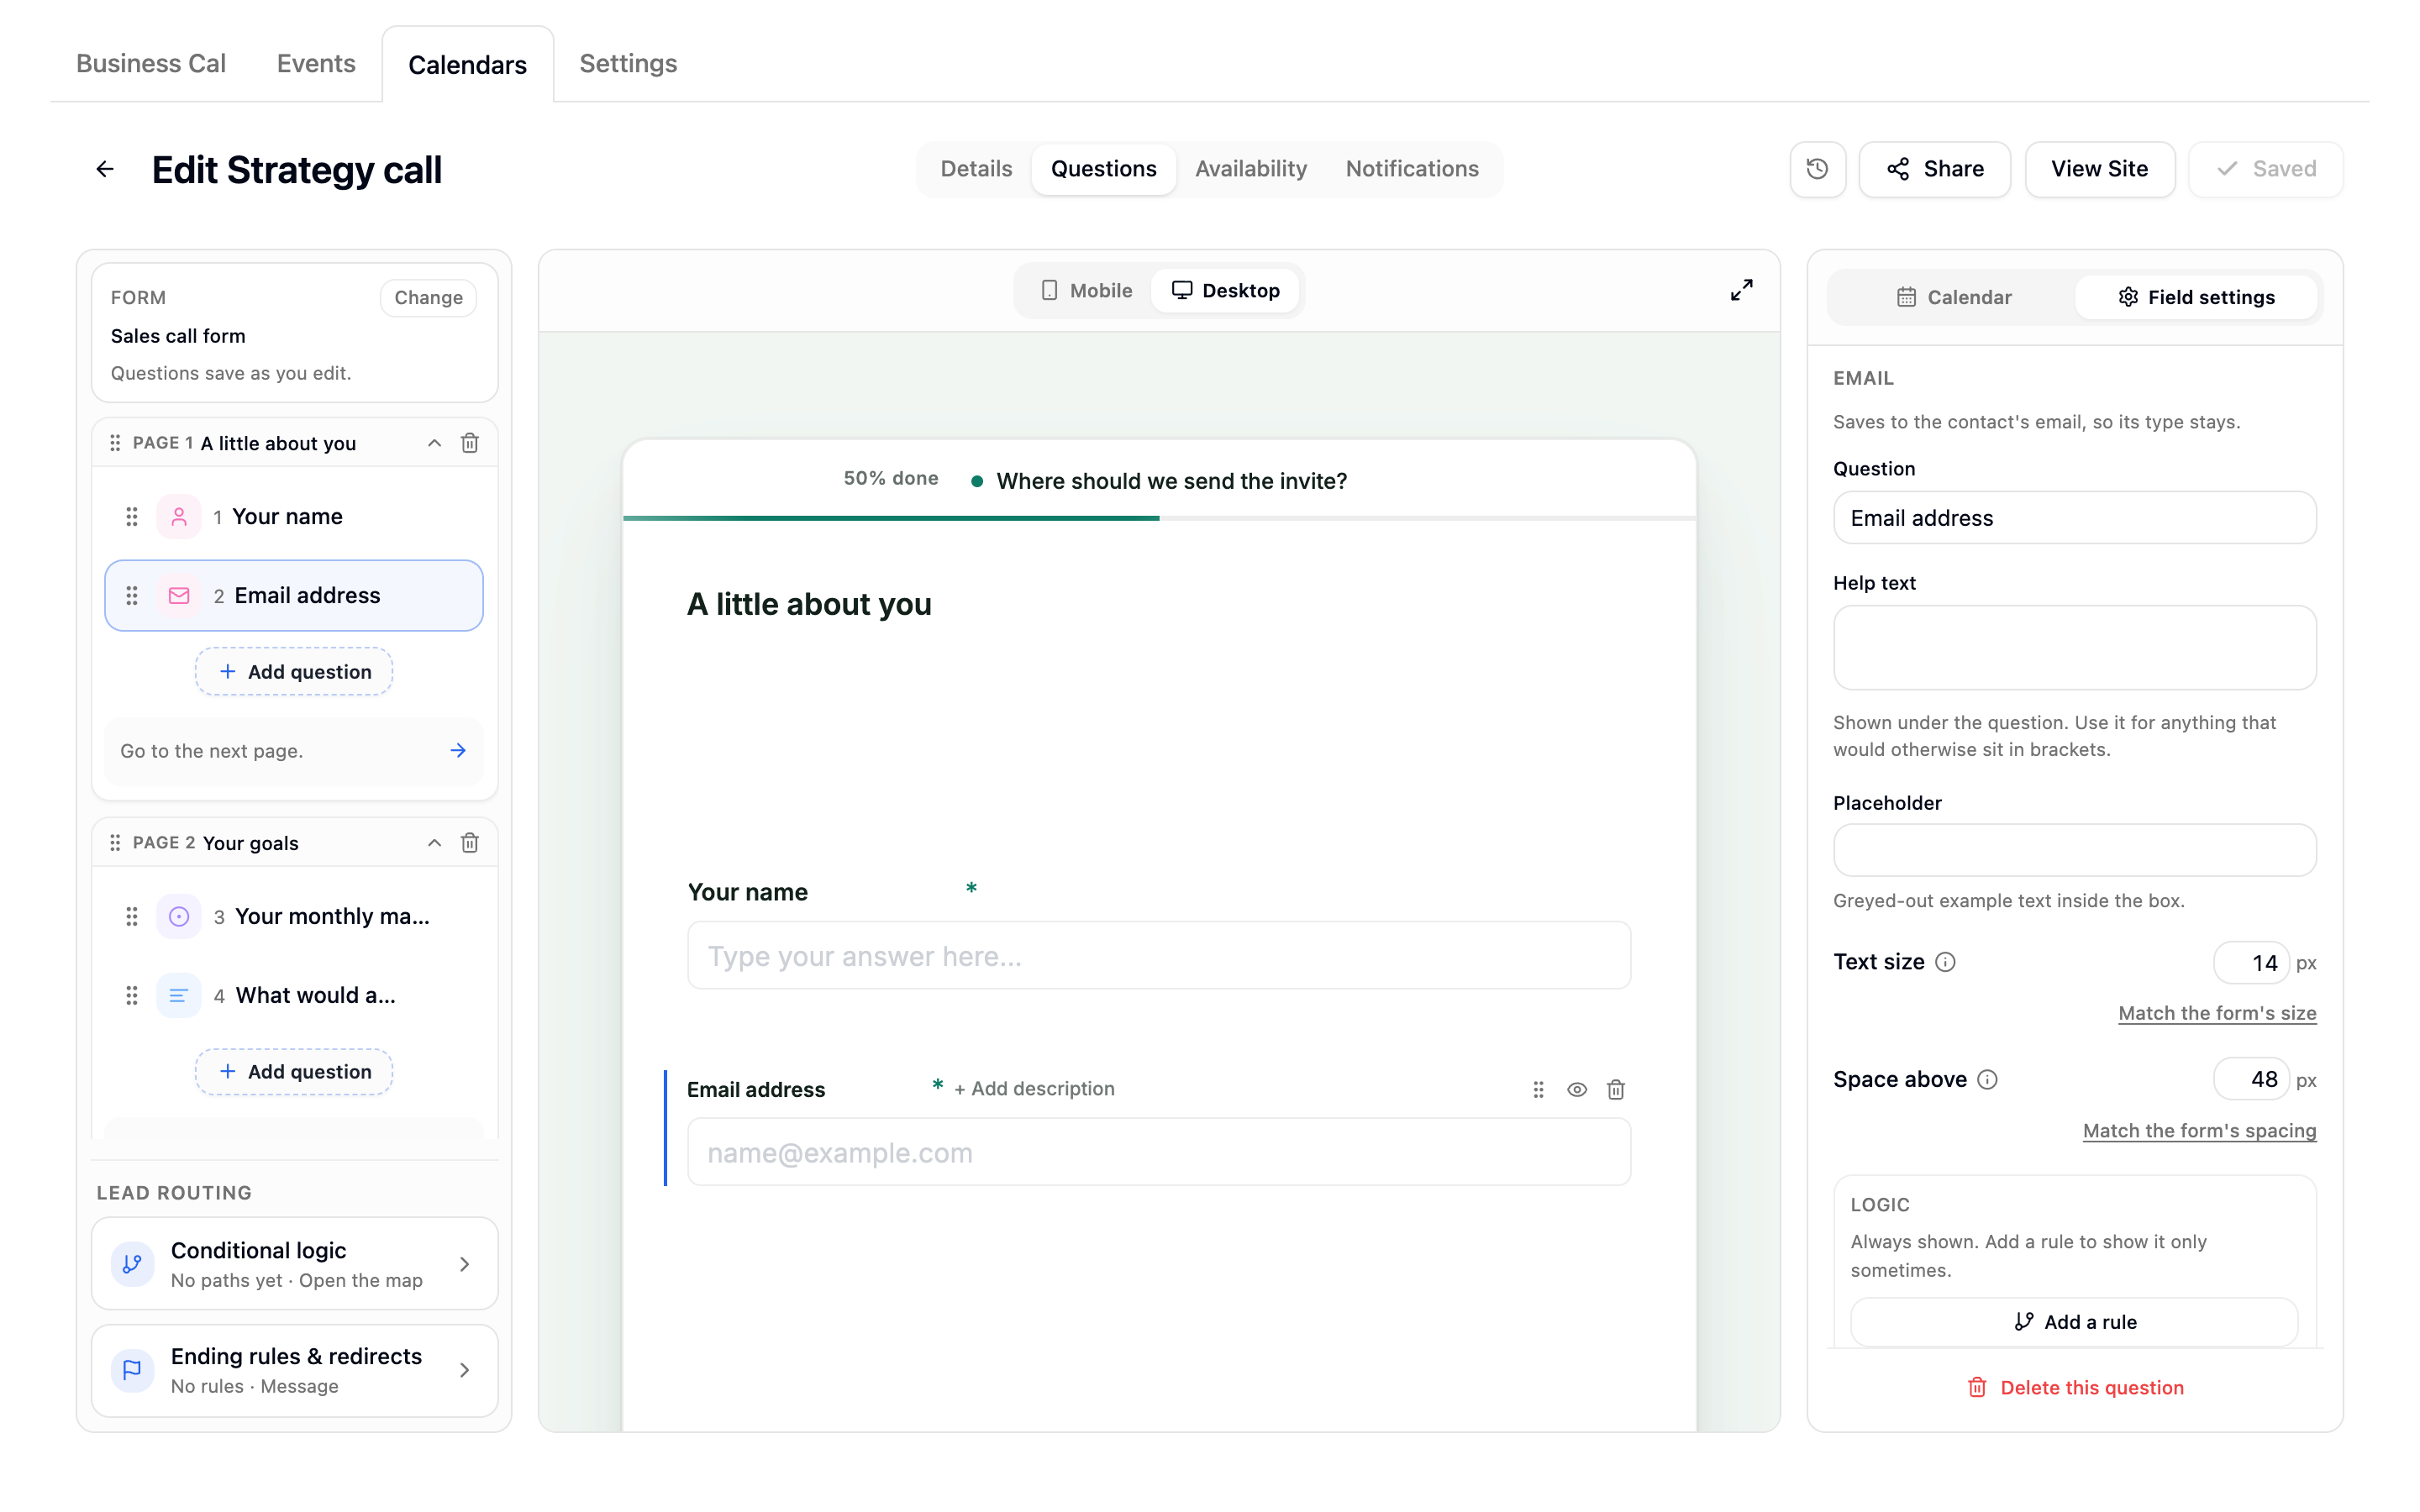 Business Cal
Events
Calendars
Settings
Edit Strategy call
Details
Questions
Availability
Notifications
Share
View Site
Saved
FORM
Change
Sales call form
Questions save as you edit.
PAGE 1 A little about you
1 Your name
2 Email address
Add question
Go to the next page.
PAGE 2 Your goals
3 Your monthly ma...
4 What would a...
Add question
LEAD ROUTING
Conditional logic
No paths yet · Open the map
Ending rules & redirects
No rules · Message
Mobile
Desktop
50% done
Where should we send the invite?
A little about you
Your name *
Type your answer here...
Email address * + Add description
name@example.com
Calendar
Field settings
EMAIL
Saves to the contact's email, so its type stays.
Question
Email address
Help text
Shown under the question. Use it for anything that
would otherwise sit in brackets.
Placeholder
Greyed-out example text inside the box.
Text size 14 px
Match the form's size
Space above 48 px
Match the form's spacing
LOGIC
Always shown. Add a rule to show it only
sometimes.
Add a rule
Delete this question